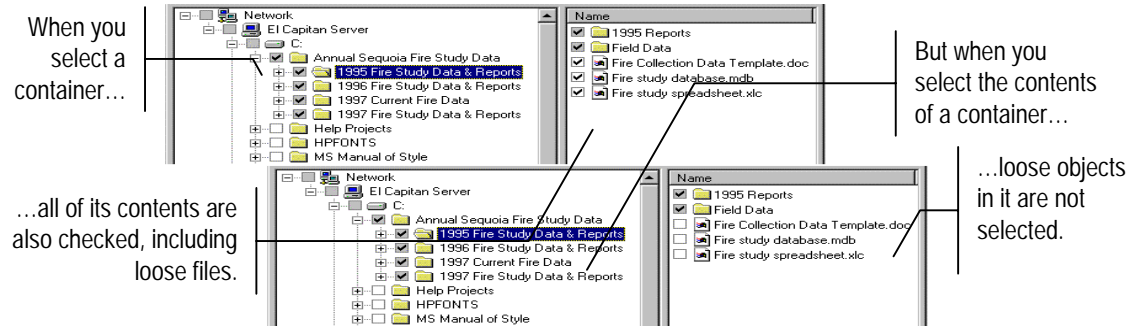 When you
select a
container…
Network
El Capitan Server
C:
Annual Sequoia Fire Study Data
1995 Fire Study Data & Reports
1996 Fire Study Data & Reports
1997 Current Fire Data
1997 Fire Study Data & Reports
Help Projects
HPFONTS
MS Manual of Style
Name
1995 Reports
Field Data
Fire Collection Data Template.doc
Fire study database.mdb
Fire study spreadsheet.xlc
But when you
select the contents
of a container…
…all of its contents are
also checked, including
loose files.
Network
El Capitan Server
C:
Annual Sequoia Fire Study Data
1995 Fire Study Data & Reports
1996 Fire Study Data & Reports
1997 Current Fire Data
1997 Fire Study Data & Reports
Help Projects
HPFONTS
MS Manual of Style
Name
1995 Reports
Field Data
Fire Collection Data Template.doc
Fire study database.mdb
Fire study spreadsheet.xlc
…loose objects
in it are not
selected.